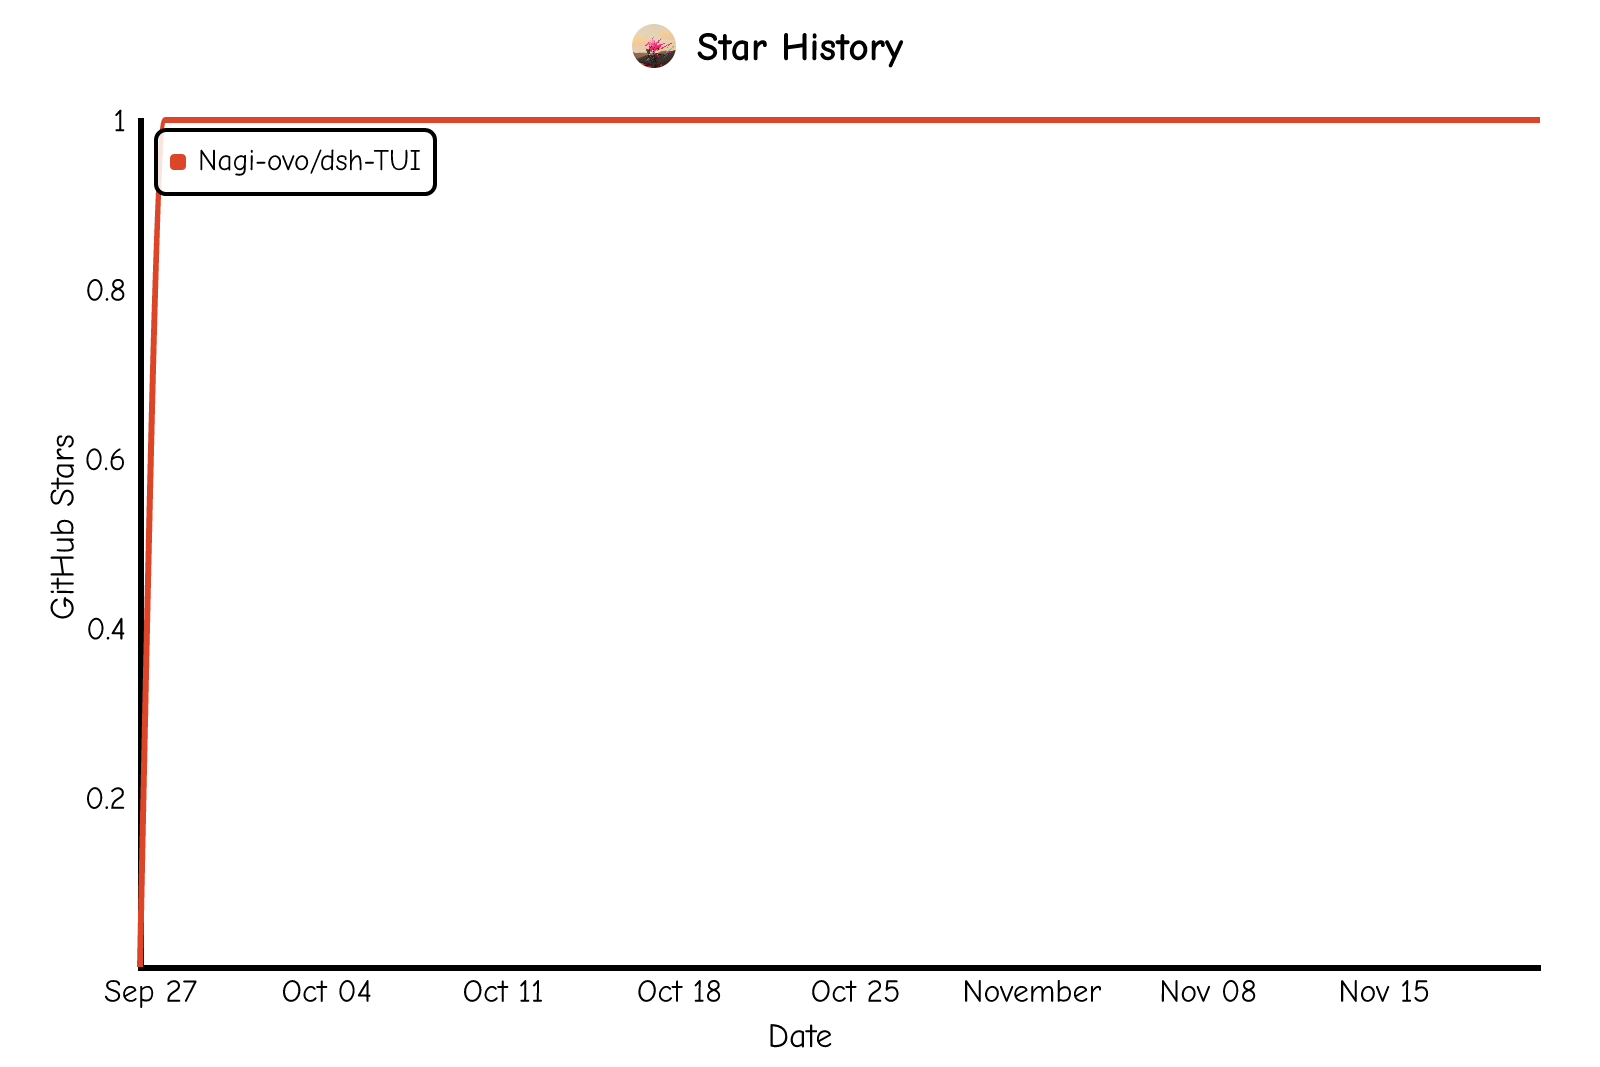 Star History
1
Nagi-ovo/dsh-TUI
0.8
0.6
GitHub Stars
0.4
0.2
Sep 27 Oct 04 Oct 11 Oct 18 Oct 25 November Nov 08 Nov 15
Date